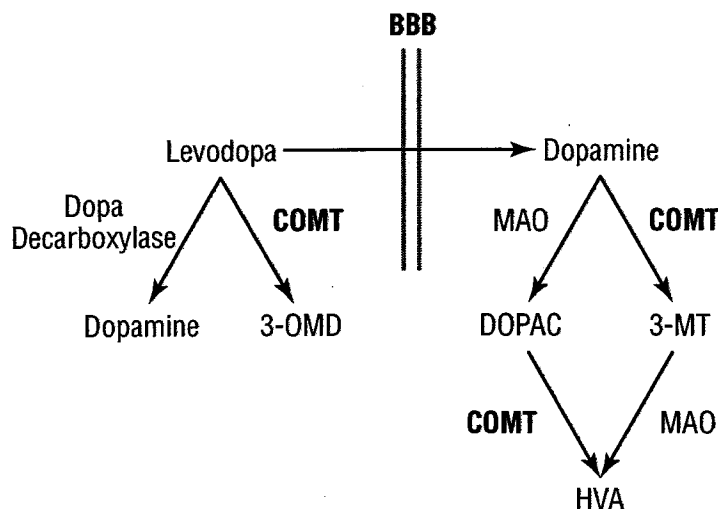 BBB
Levodopa
Dopamine
Dopa
Decarboxylase
COMT
MAO
COMT
Dopamine
3-OMD
DOPAC
3-MT
COMT
MAO
HVA